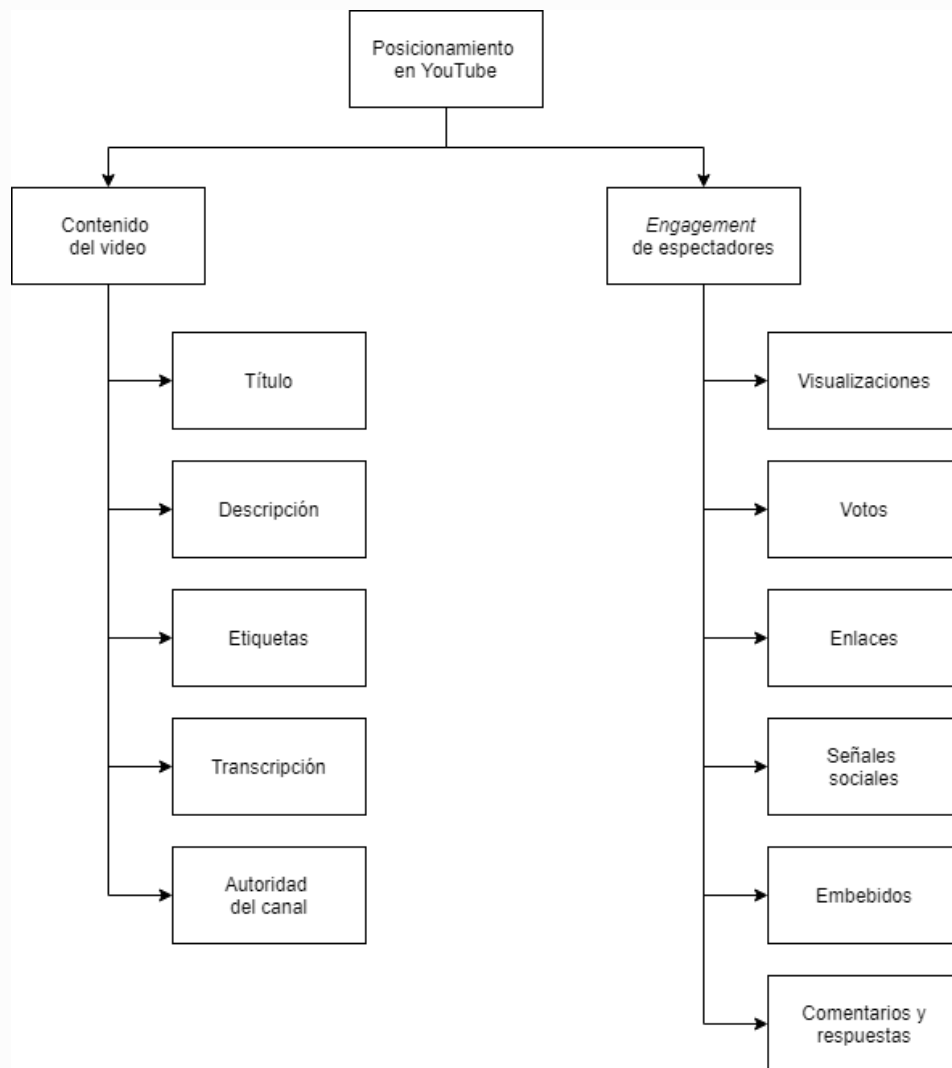 Posicionamiento
en YouTube
Contenido
del video
Engagement
de espectadores
Título
Descripción
Etiquetas
Transcripción
Autoridad
del canal
Visualizaciones
Votos
Enlaces
Señales
sociales
Embebidos
Comentarios y
respuestas